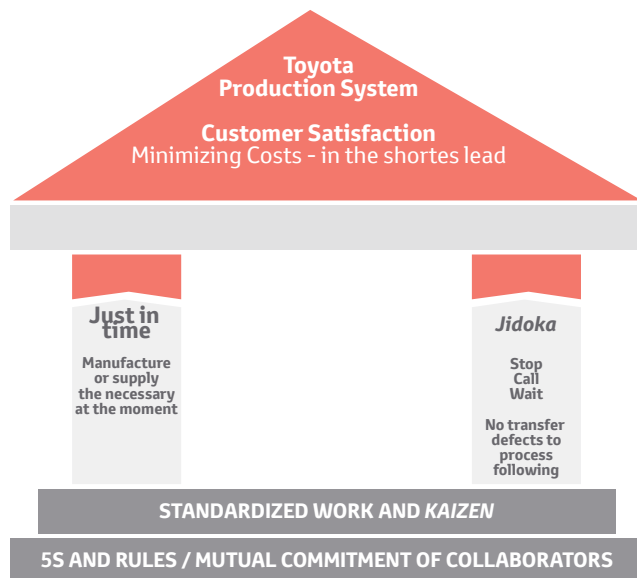 Toyota
Production System
Customer Satisfaction
Minimizing Costs - in the shortes lead
Just in
time
Manufacture
or supply
the necessary
at the moment
Jidoka
Stop
Call
Wait
No transfer
defects to
process
following
STANDARDIZED WORK AND KAIZEN
5S AND RULES / MUTUAL COMMITMENT OF COLLABORATORS